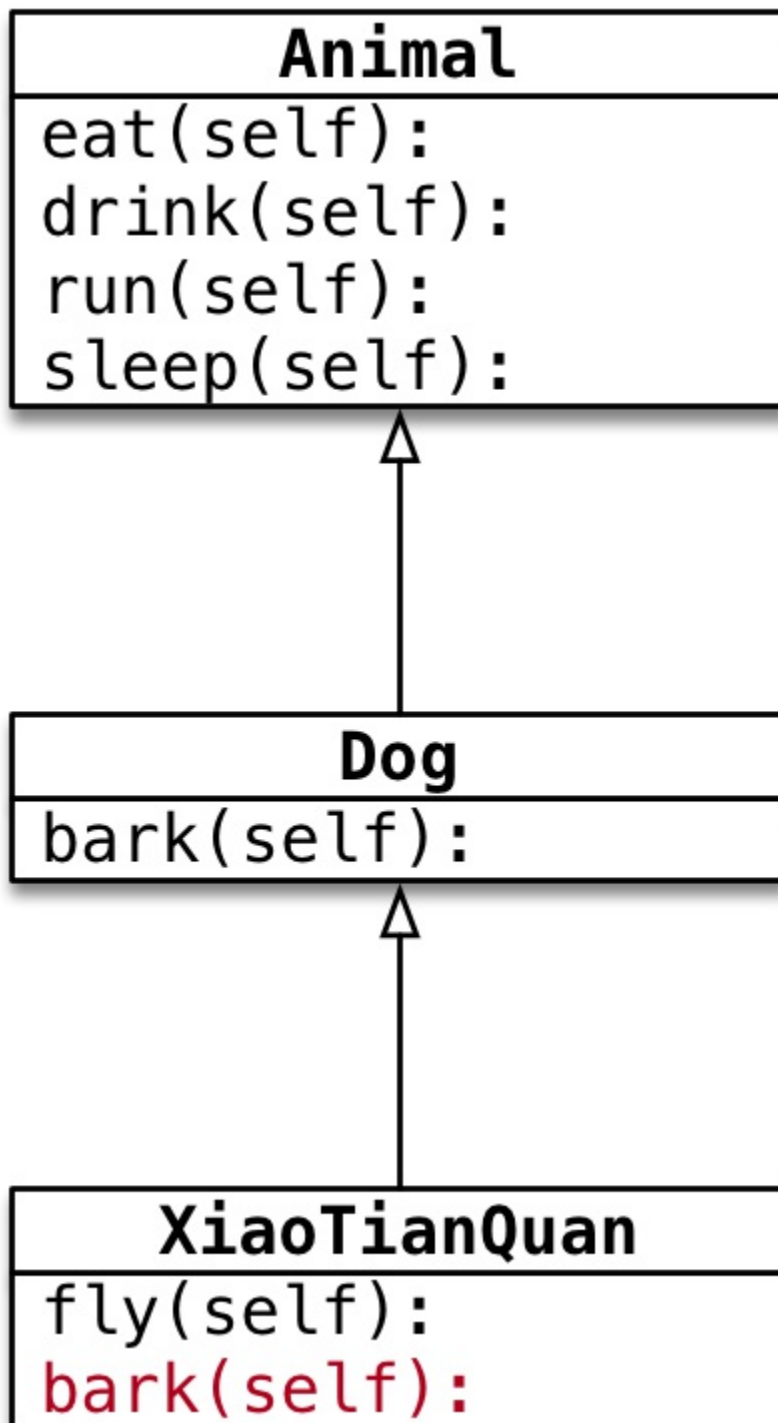 Animal
eat(self):
drink(self):
run(self):
sleep(self):
Dog
bark(self):
XiaoTianQuan
fly(self):
bark(self):